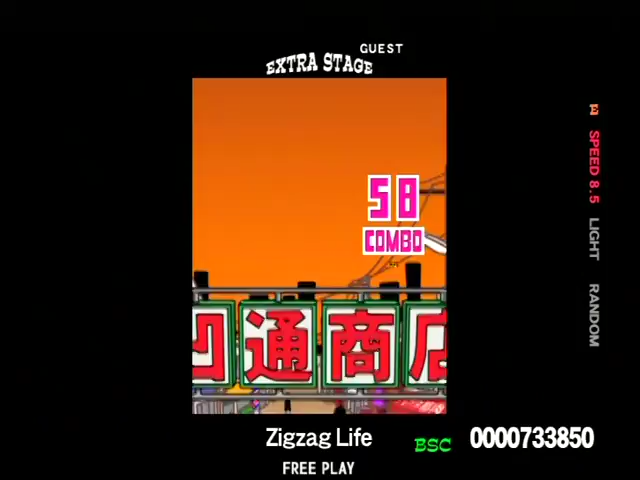 GUEST
EXTRA STAGE
E SPEED 8.5 LIGHT RANDOM
58
COMBO
凹通商店
Zigzag Life
BSC 0000733850
FREE PLAY